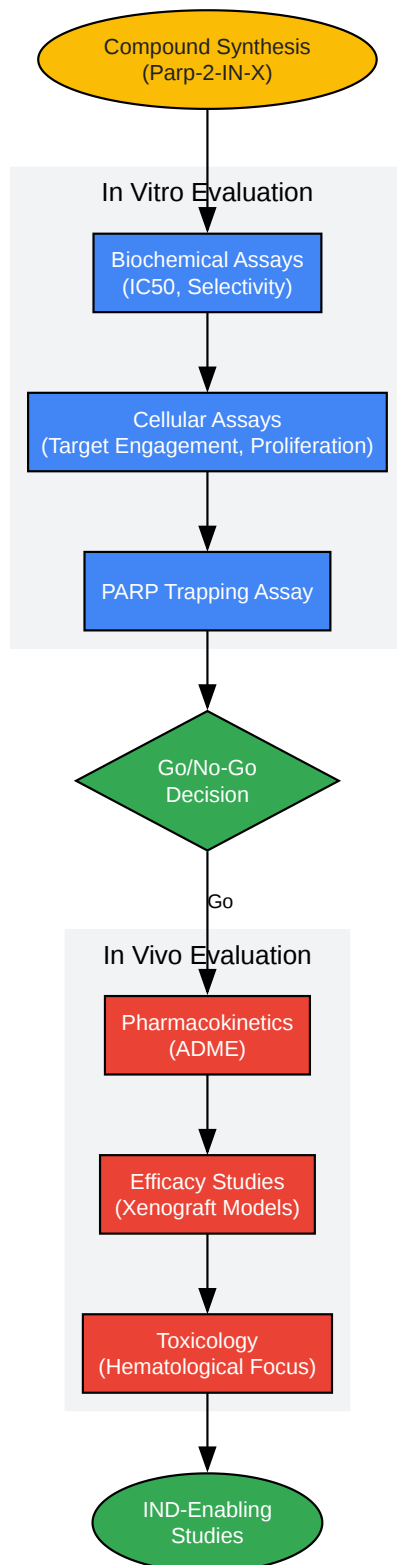 Compound Synthesis
(Parp-2-IN-X)
In Vitro Evaluation
Biochemical Assays
(IC50, Selectivity)
Cellular Assays
(Target Engagement, Proliferation)
PARP Trapping Assay
Go/No-Go
Decision
Go
In Vivo Evaluation
Pharmacokinetics
(ADME)
Efficacy Studies
(Xenograft Models)
Toxicology
(Hematological Focus)
IND-Enabling
Studies